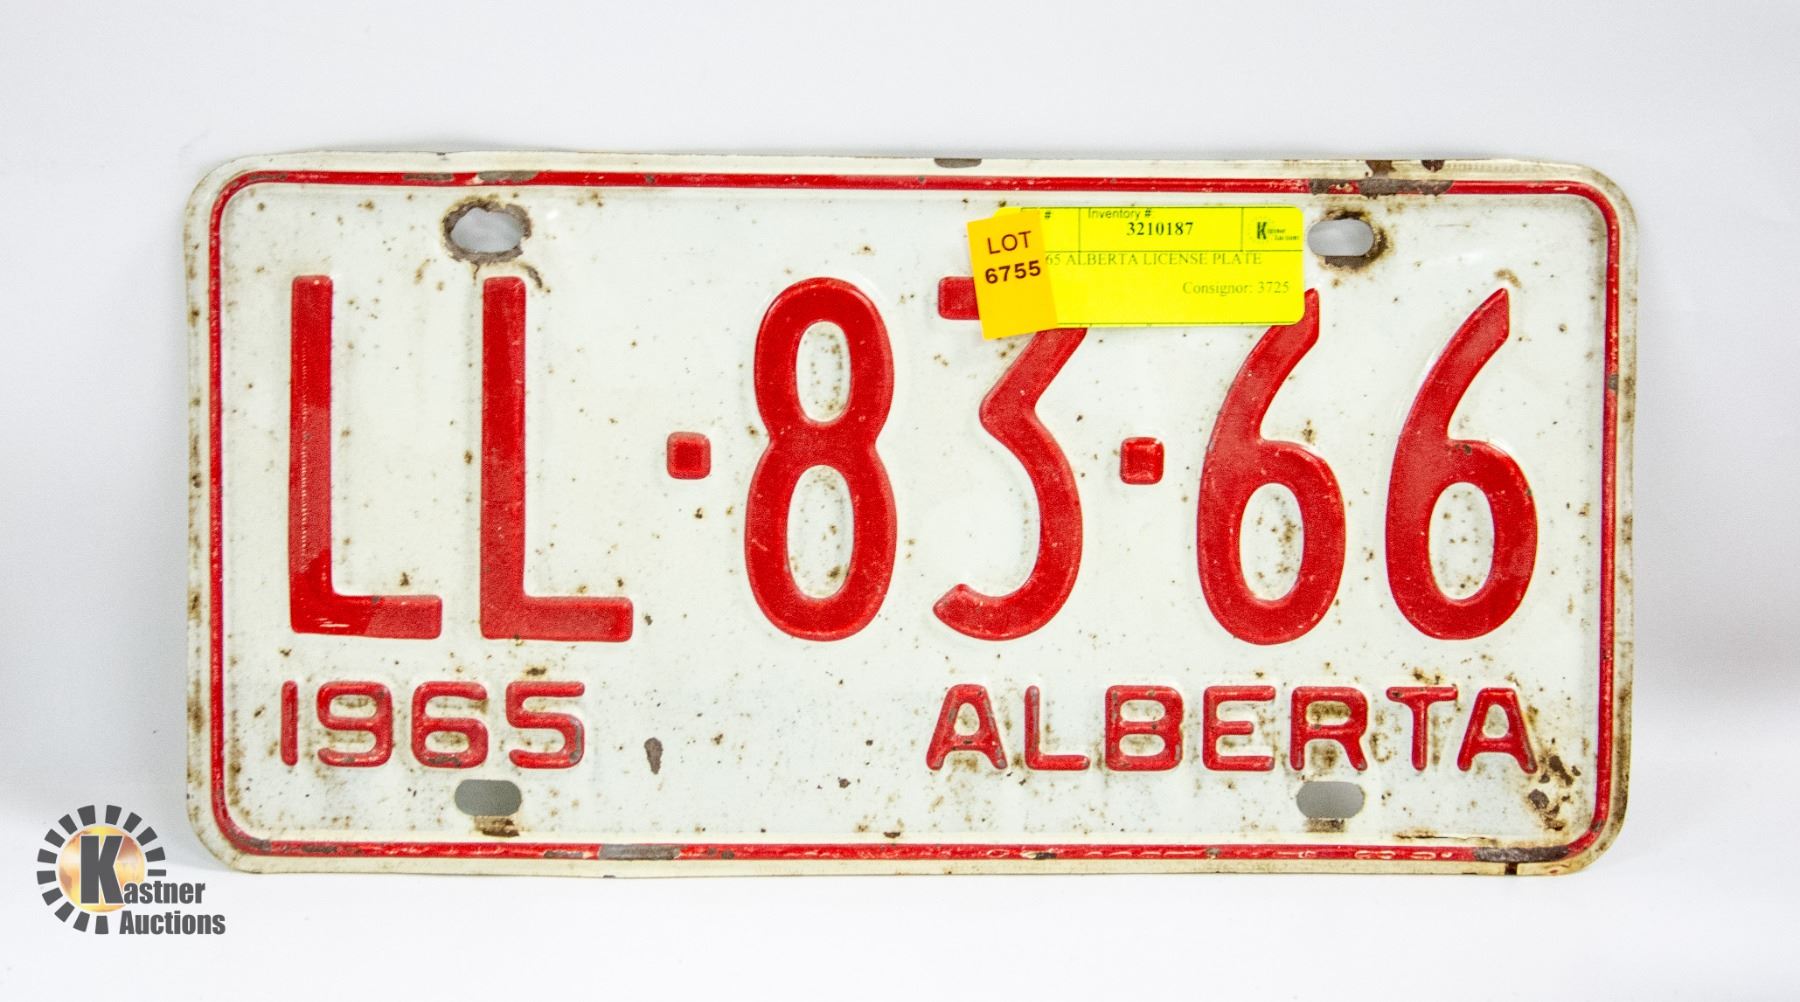 # Inventory #
3210187
LOT
6755
65 ALBERTA LICENSE PLATE
Consignor: 3725
LL·83·66
1965 ALBERTA
Kastner
Auctions